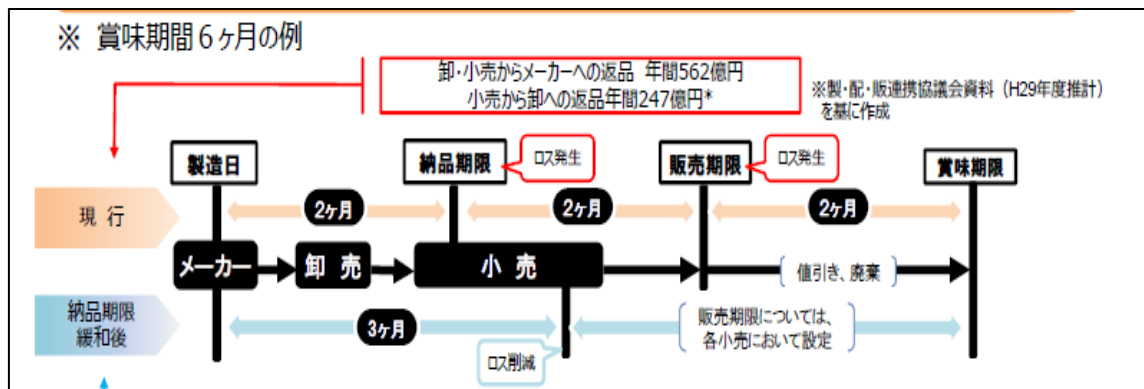 ※ 賞味期間6ヶ月の例
卸・小売からメーカーへの返品 年間562億円
小売から卸への返品年間247億円*
※製・配・販連携協議会資料（H29年度推計）
を基に作成
製造日
納品期限
ロス発生
販売期限
ロス発生
賞味期限
現 行
2ヶ月
2ヶ月
2ヶ月
メーカー
卸 売
小 売
値引き、廃棄
納品期限
緩和後
3ヶ月
販売期限については、
各小売において設定
ロス削減